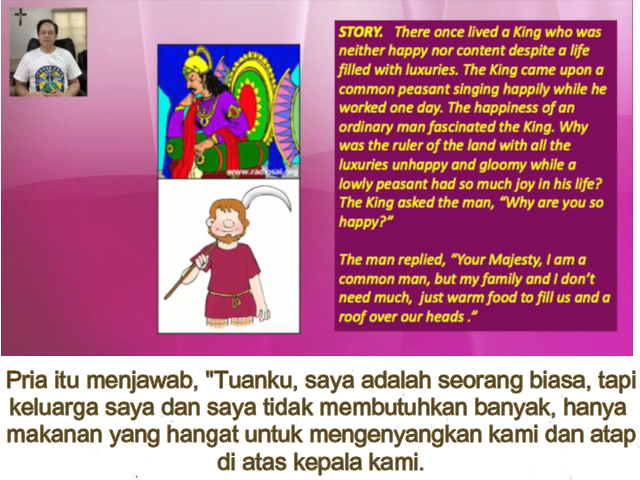 STORY. There once lived a King who was
neither happy nor content despite a life
filled with luxuries. The King came upon a
common peasant singing happily while he
worked one day. The happiness of an
ordinary man fascinated the King. Why
was the ruler of the land with all the
luxuries unhappy and gloomy while a
lowly peasant had so much joy in his life?
The King asked the man, “Why are you so
happy?”
The man replied, “Your Majesty, I am a
common man, but my family and I don’t
need much, just warm food to fill us and a
roof over our heads .”
www.radiosai.org
Pria itu menjawab, "Tuanku, saya adalah seorang biasa, tapi
keluarga saya dan saya tidak membutuhkan banyak, hanya
makanan yang hangat untuk mengenyangkan kami dan atap
di atas kepala kami.